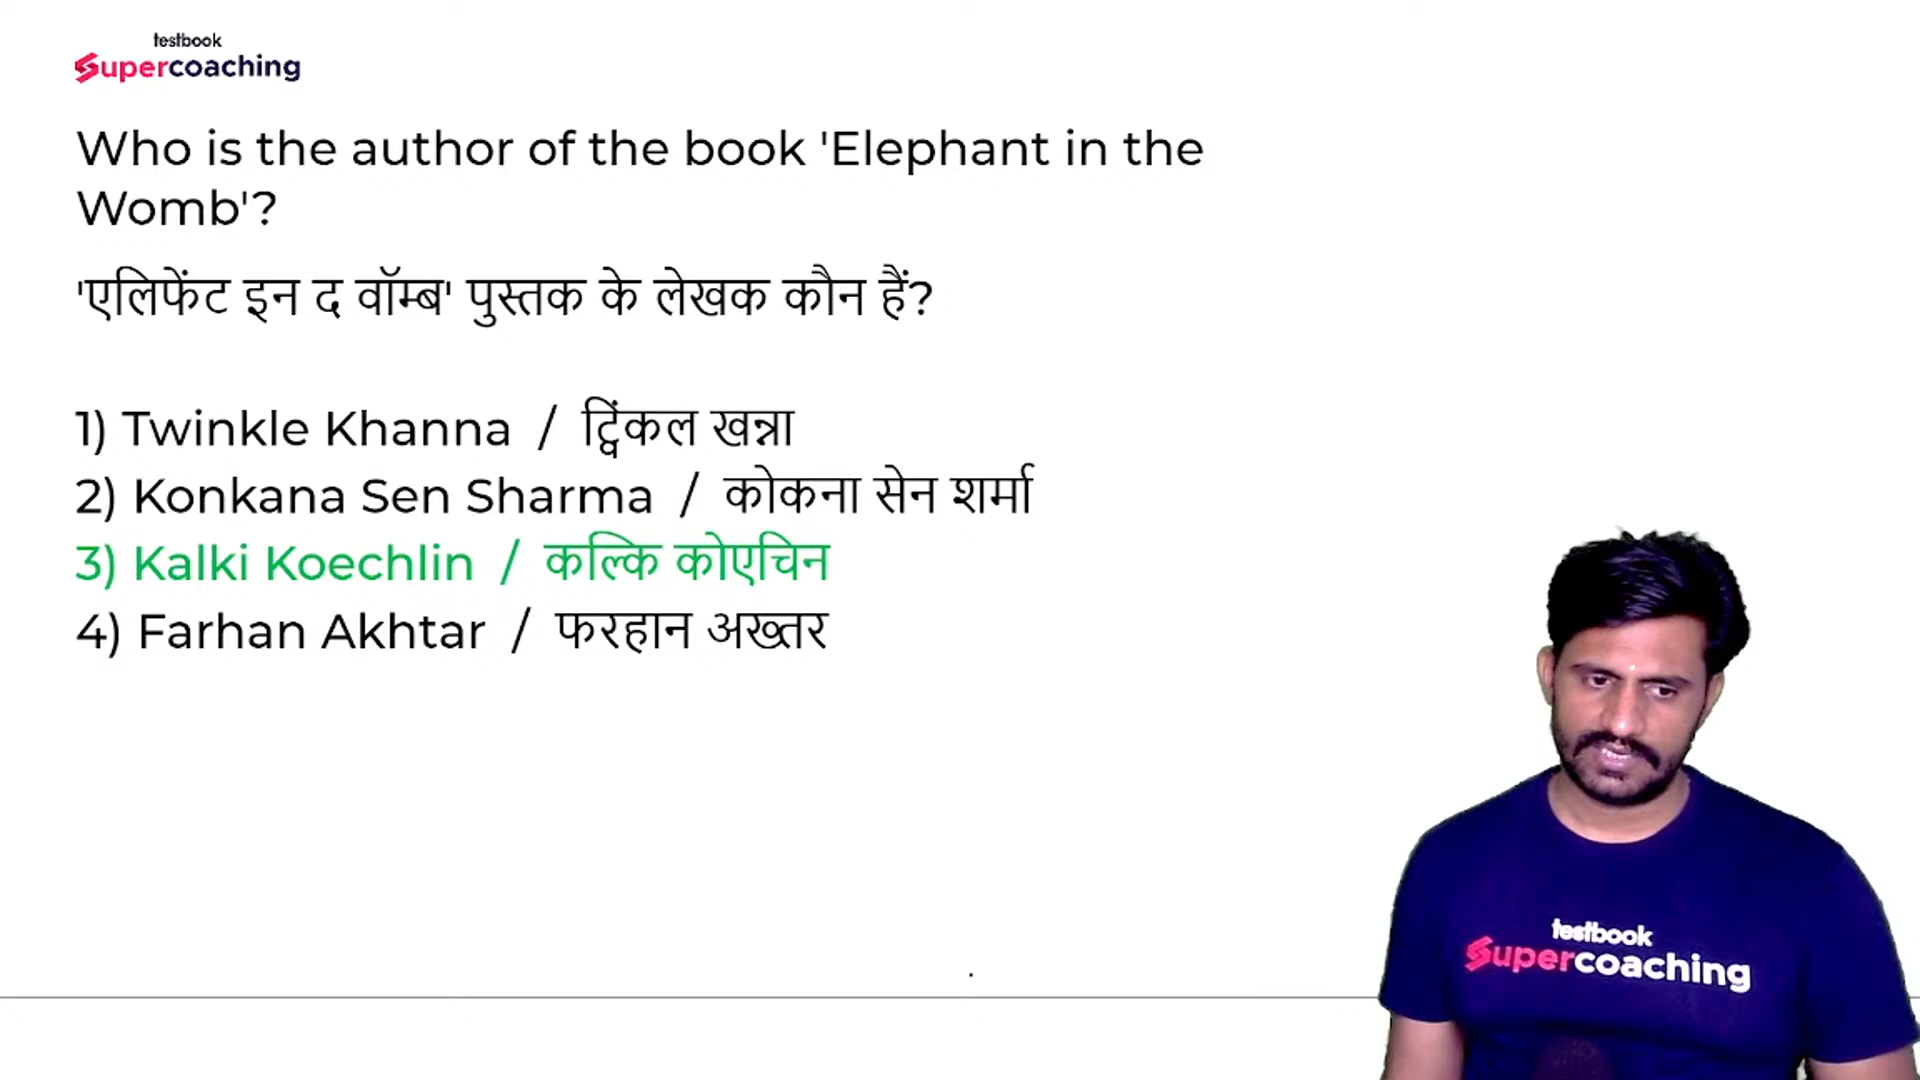 testbook
Supercoaching
Who is the author of the book 'Elephant in the
Womb'?
'एलिफेंट इन द वॉम्ब' पुस्तक के लेखक कौन हैं?
1) Twinkle Khanna / ट्विंकल खन्ना
2) Konkana Sen Sharma / कोकना सेन शर्मा
3) Kalki Koechlin / कल्कि कोएचिन
4) Farhan Akhtar / फरहान अख्तर
testbook
Supercoaching